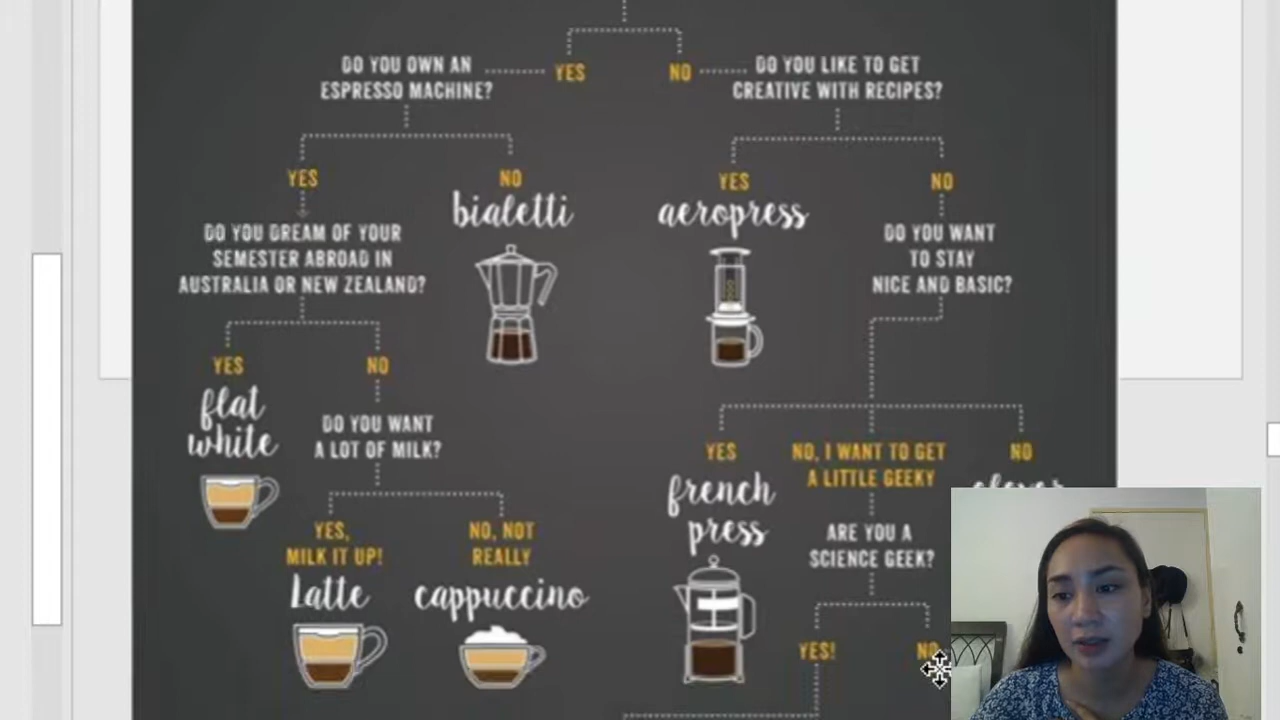 DO YOU OWN AN
ESPRESSO MACHINE?
YES
NO
DO YOU LIKE TO GET
CREATIVE WITH RECIPES?
YES
NO
bialetti
YES
aeropress
NO
DO YOU DREAM OF YOUR
SEMESTER ABROAD IN
AUSTRALIA OR NEW ZEALAND?
DO YOU WANT
TO STAY
NICE AND BASIC?
YES
flat
white
NO
DO YOU WANT
A LOT OF MILK?
YES
french
press
NO, I WANT TO GET
A LITTLE GEEKY
NO
YES,
MILK IT UP!
Latte
NO, NOT
REALLY
cappuccino
ARE YOU A
SCIENCE GEEK?
YES!
NO